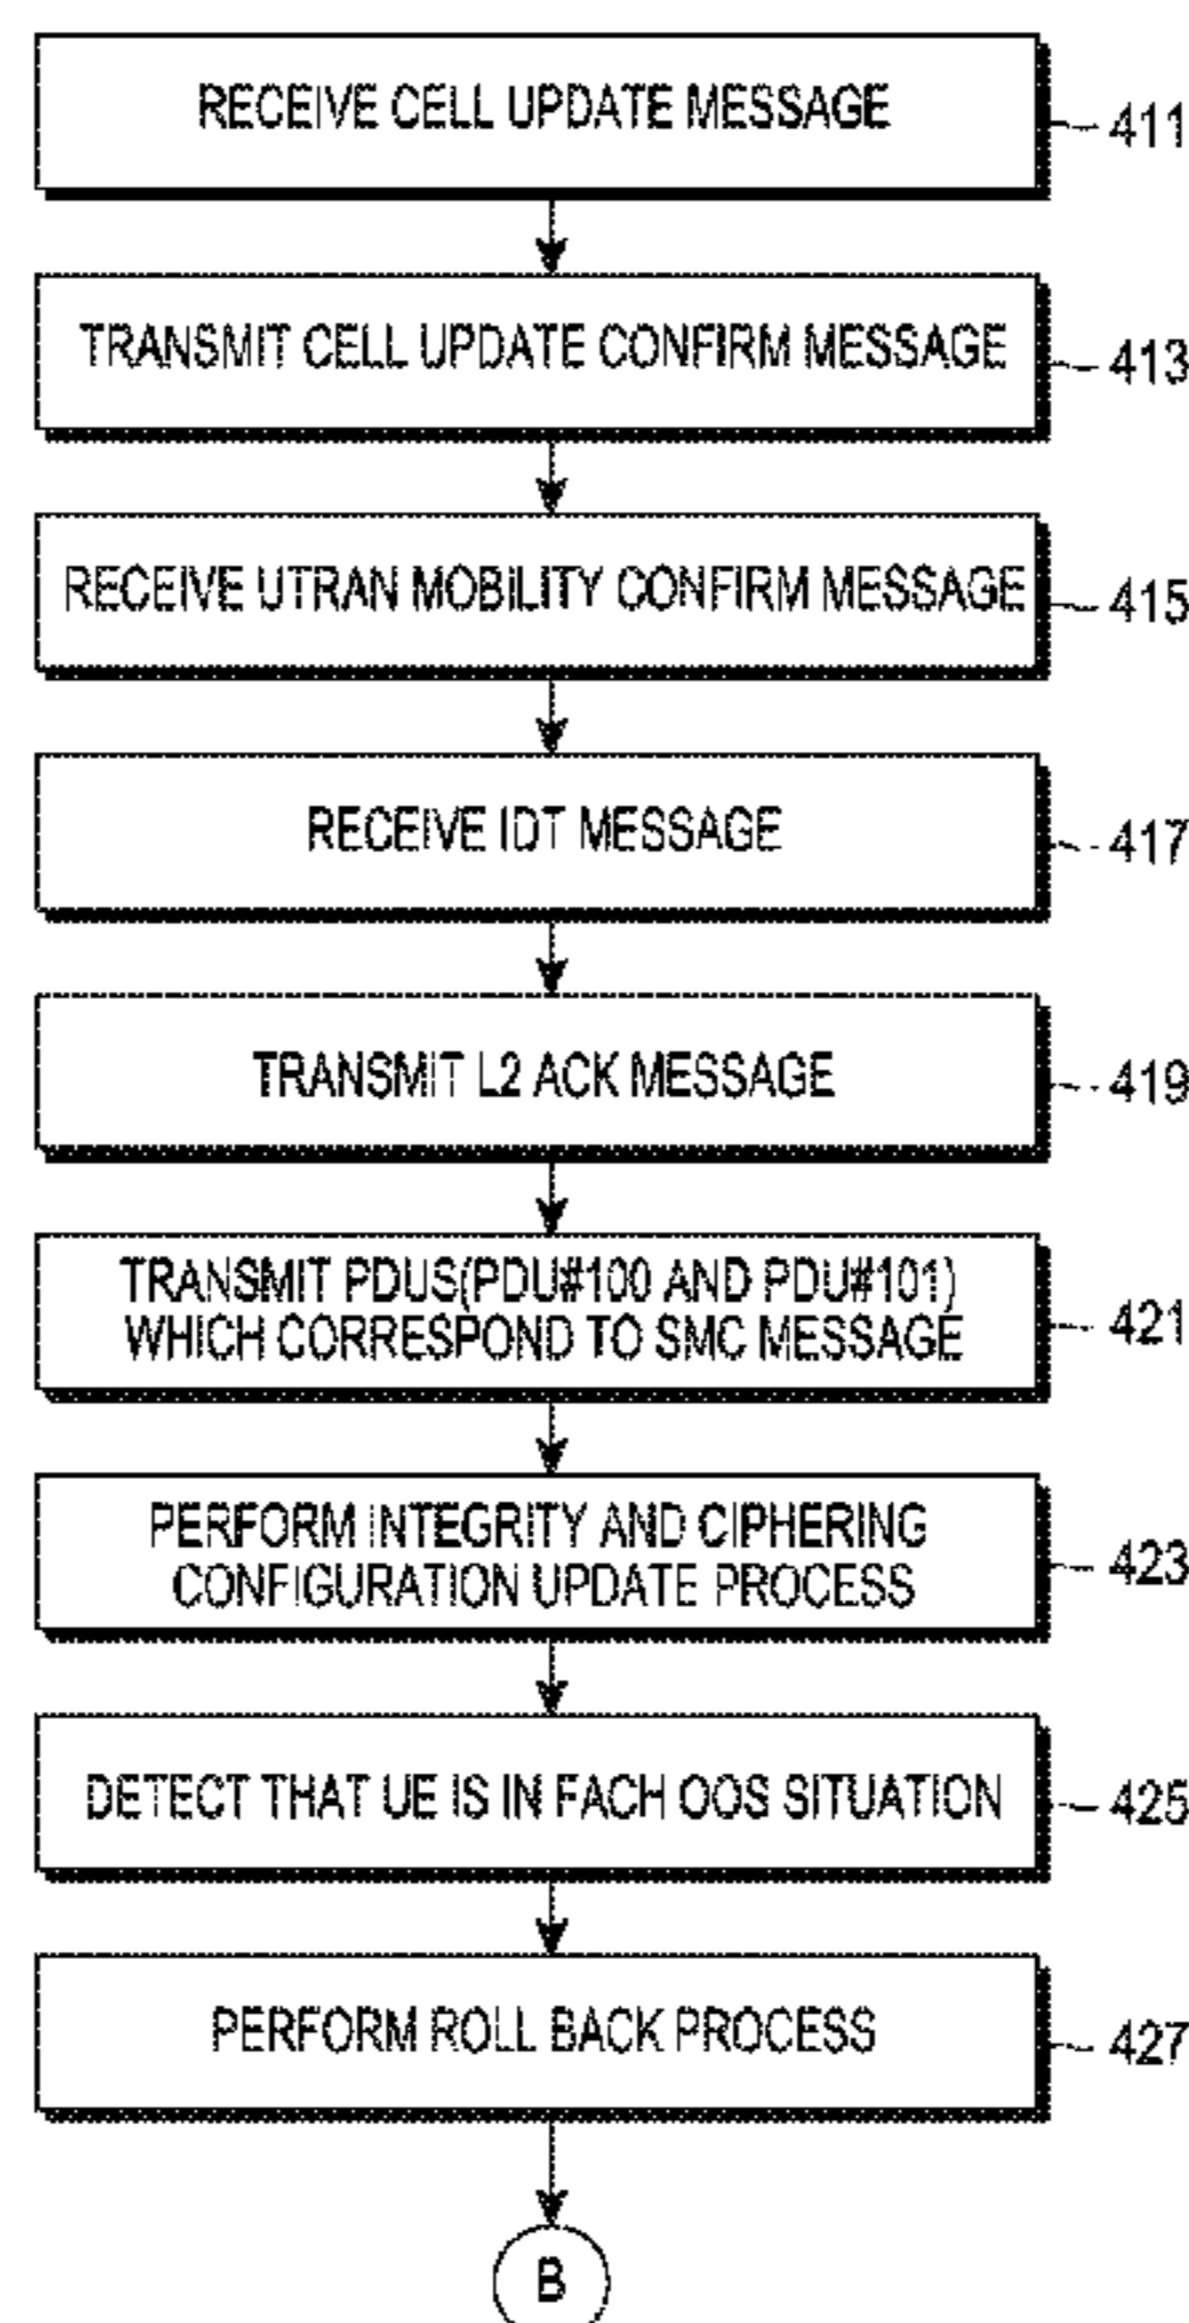 RECEIVE CELL UPDATE MESSAGE
411
TRANSMIT CELL UPDATE CONFIRM MESSAGE
413
RECEIVE UTRAN MOBILITY CONFIRM MESSAGE
415
RECEIVE IDT MESSAGE
417
TRANSMIT L2 ACK MESSAGE
419
TRANSMIT PDUS(PDU#100 AND PDU#101)
WHICH CORRESPOND TO SMC MESSAGE
421
PERFORM INTEGRITY AND CIPHERING
CONFIGURATION UPDATE PROCESS
423
DETECT THAT UE IS IN FACH OOS SITUATION
425
PERFORM ROLL BACK PROCESS
427
B